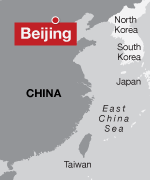 North
Korea
Beijing
South
Korea
Japan
CHINA
East
China
Sea
Taiwan